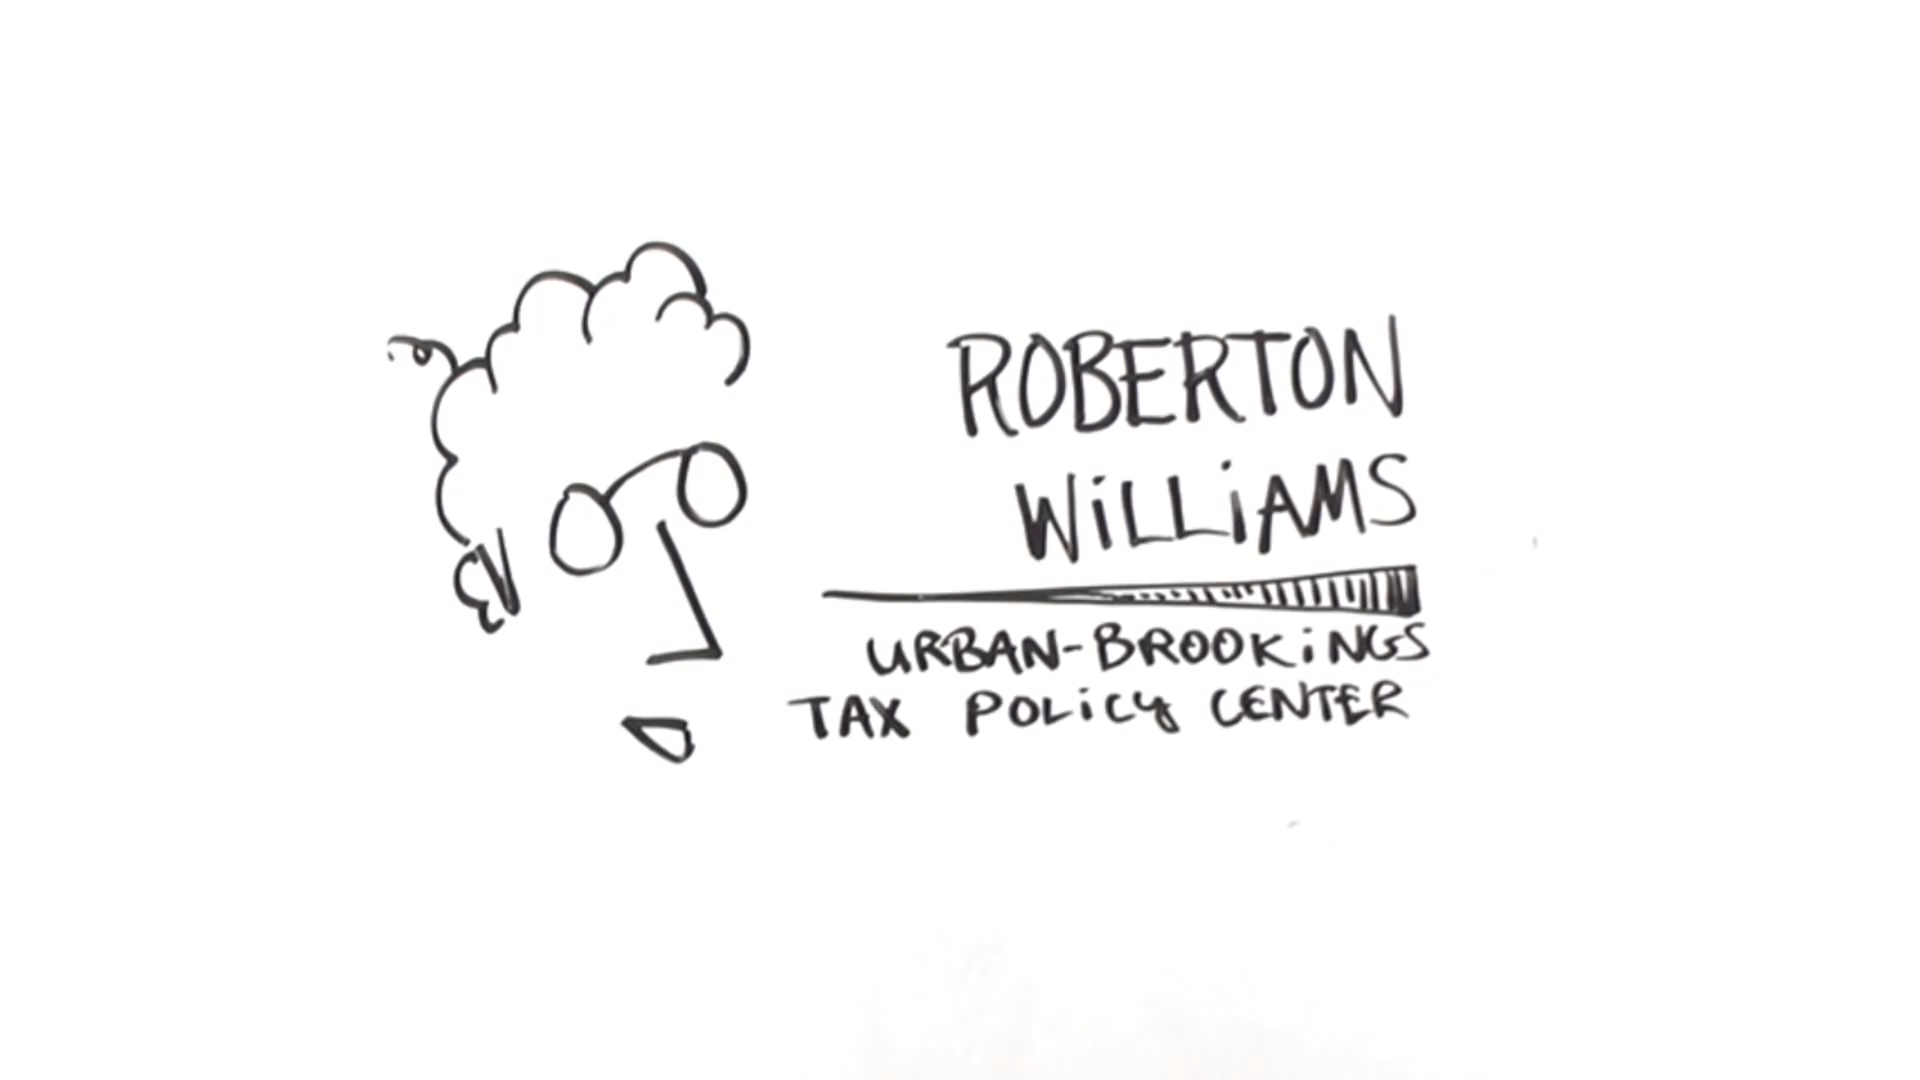 ROBERTON
WiLLiAMS
URBAN-BROOKiNGS
TAX POLiCy CENTER